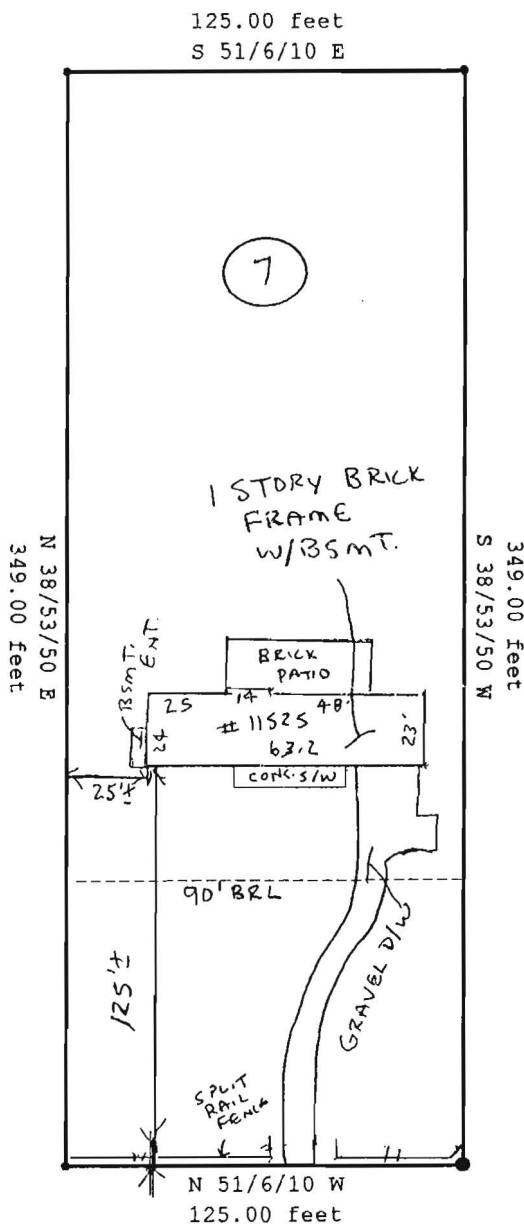 125.00 feet
S 51/6/10 E
7
1 STORY BRICK
FRAME
W/BSMT.
349.00 feet
N 38/53/50 E
S 38/53/50 W
349.00 feet
BSMT.
ENT.
BRICK
PATIO
25
14
48'
# 11525
24
63.2
23'
CONC. S/W
25'±
90' BRL
125'±
GRAVEL D/W
SPLIT
RAIL
FENCE
N 51/6/10 W
125.00 feet